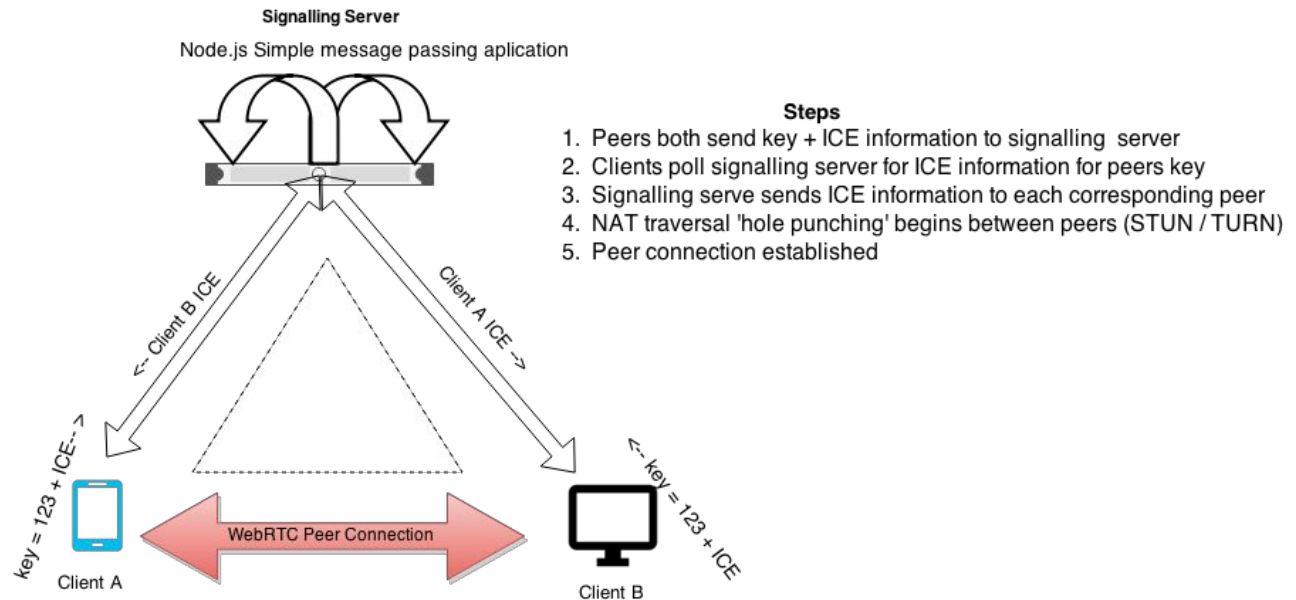 Signalling Server
Node.js Simple message passing aplication
Steps
1. Peers both send key + ICE information to signalling server
2. Clients poll signalling server for ICE information for peers key
3. Signalling serve sends ICE information to each corresponding peer
4. NAT traversal 'hole punching' begins between peers (STUN / TURN)
5. Peer connection established
<-- Client B ICE
Client A ICE -->
key = 123 + ICE-- >
<-- key = 123 + ICE
WebRTC Peer Connection
Client A
Client B